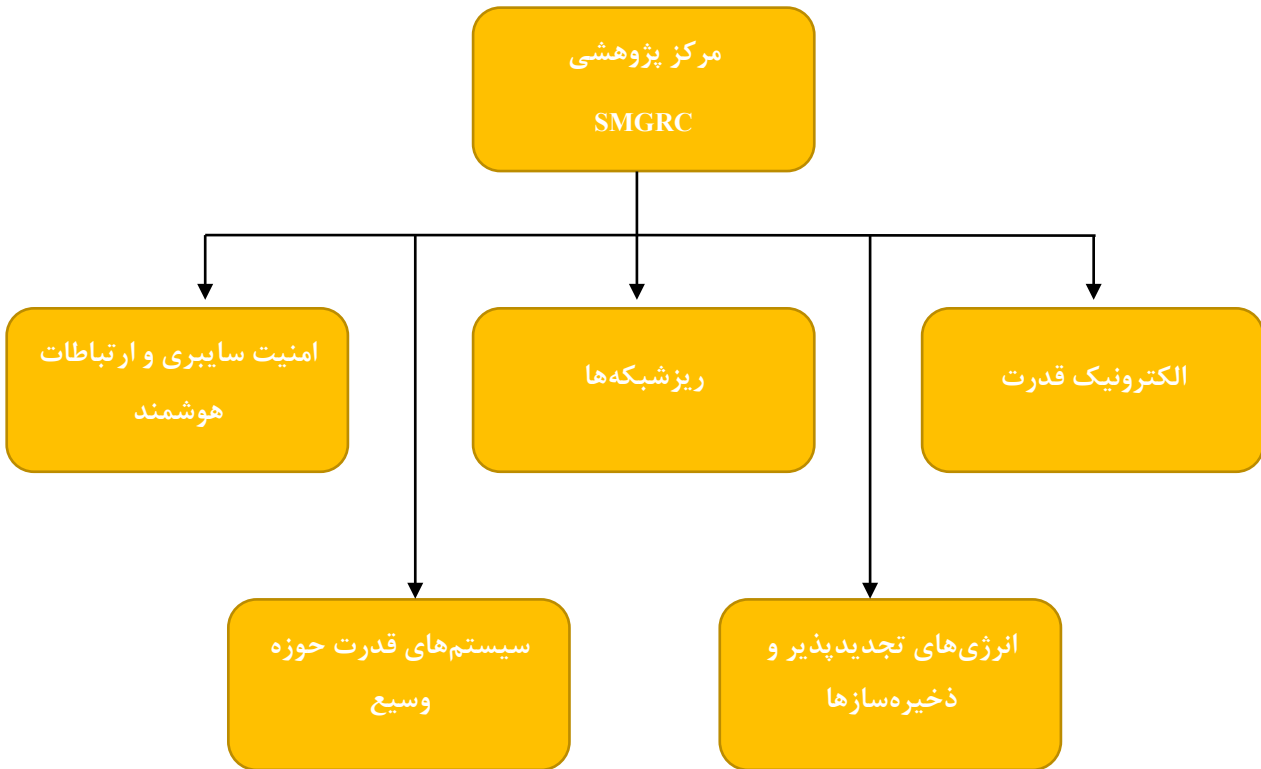 مرکز پژوهشی
SMGRC
الکترونیک قدرت
ریزشبکه‌ها
امنیت سایبری و ارتباطات
هوشمند
انرژی‌های تجدیدپذیر و
ذخیره‌سازها
سیستم‌های قدرت حوزه
وسیع